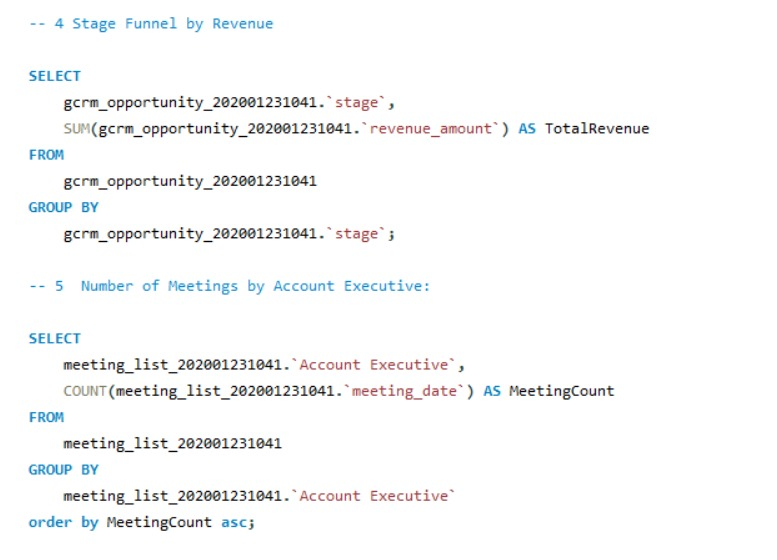 -- 4 Stage Funnel by Revenue
SELECT
gcrm_opportunity_202001231041.`stage`,
SUM(gcrm_opportunity_202001231041.`revenue_amount`) AS TotalRevenue
FROM
gcrm_opportunity_202001231041
GROUP BY
gcrm_opportunity_202001231041.`stage`;
-- 5  Number of Meetings by Account Executive:
SELECT
meeting_list_202001231041.`Account Executive`,
COUNT(meeting_list_202001231041.`meeting_date`) AS MeetingCount
FROM
meeting_list_202001231041
GROUP BY
meeting_list_202001231041.`Account Executive`
order by MeetingCount asc;